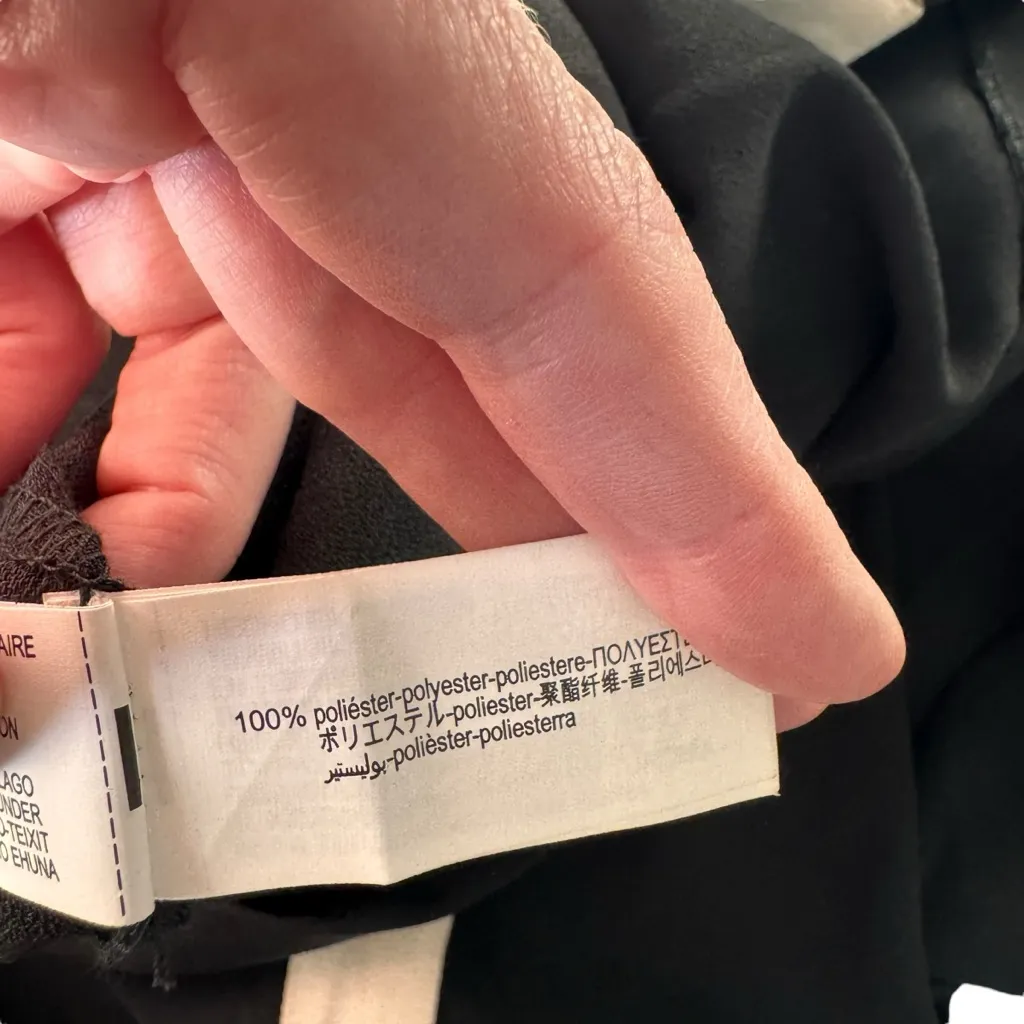 AIRE
ON
LAGO
UNDER
O-TEIXIT
O EHUNA
100% poliéster-polyester-poliestere-ΠΟΛΥΕΣΤ
ポリエステル-poliester-聚酯纤维-폴리에스
بوليستير-polièster-poliesterra